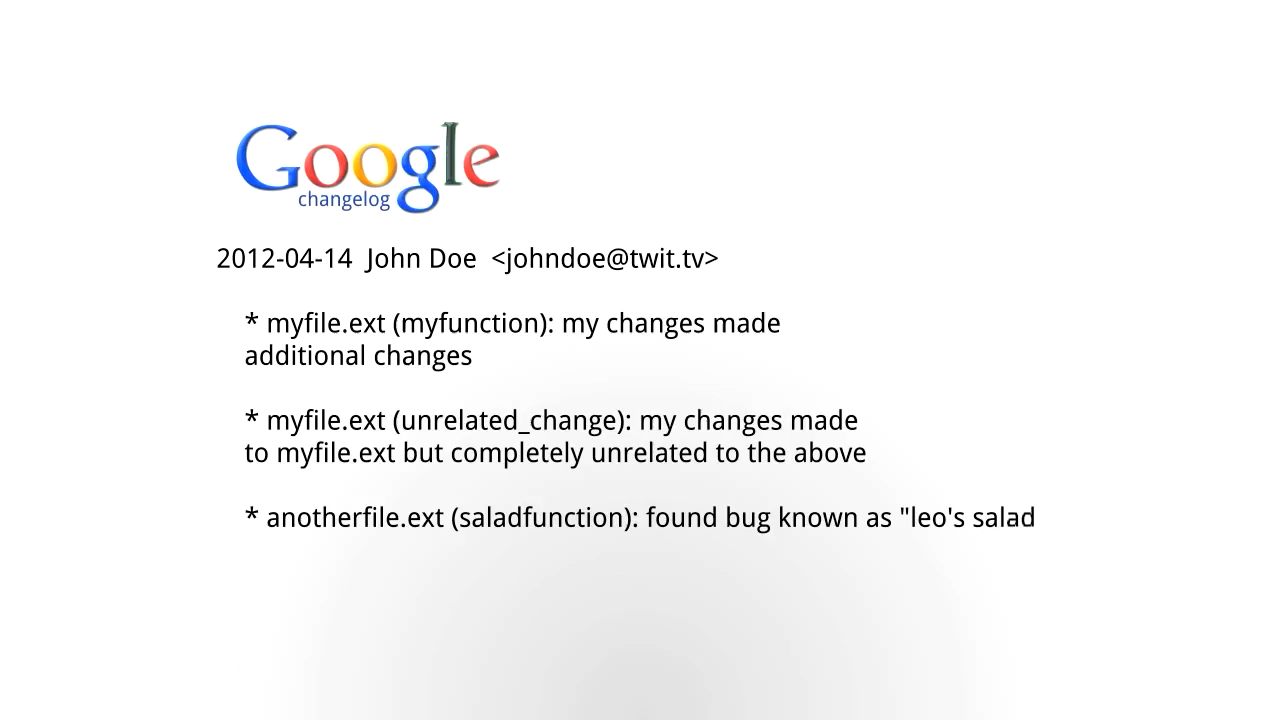 Google
changelog
2012-04-14 John Doe <johndoe@twit.tv>
* myfile.ext (myfunction): my changes made
additional changes
* myfile.ext (unrelated_change): my changes made
to myfile.ext but completely unrelated to the above
* anotherfile.ext (saladfunction): found bug known as "leo's salad